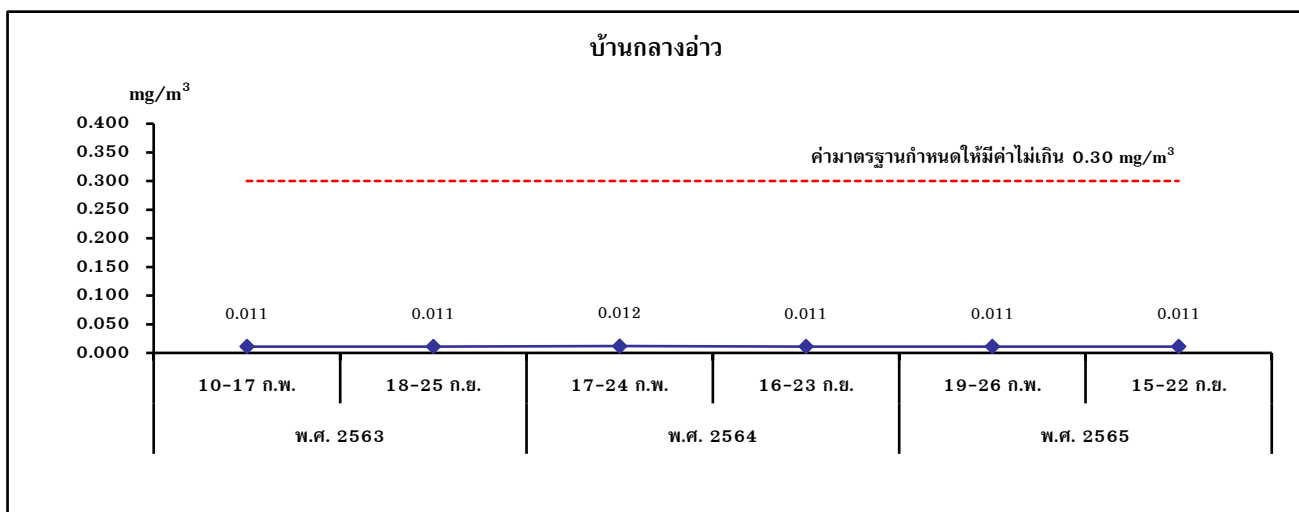 บ้านกลางอ่าว
mg/m³
ค่ามาตรฐานกำหนดให้มีค่าไม่เกิน 0.30 mg/m³
0.400
0.350
0.300
0.250
0.200
0.150
0.100
0.050
0.000
0.011 0.011 0.012 0.011 0.011 0.011
10-17 ก.พ. 18-25 ก.ย. 17-24 ก.พ. 16-23 ก.ย. 19-26 ก.พ. 15-22 ก.ย.
พ.ศ. 2563 พ.ศ. 2564 พ.ศ. 2565